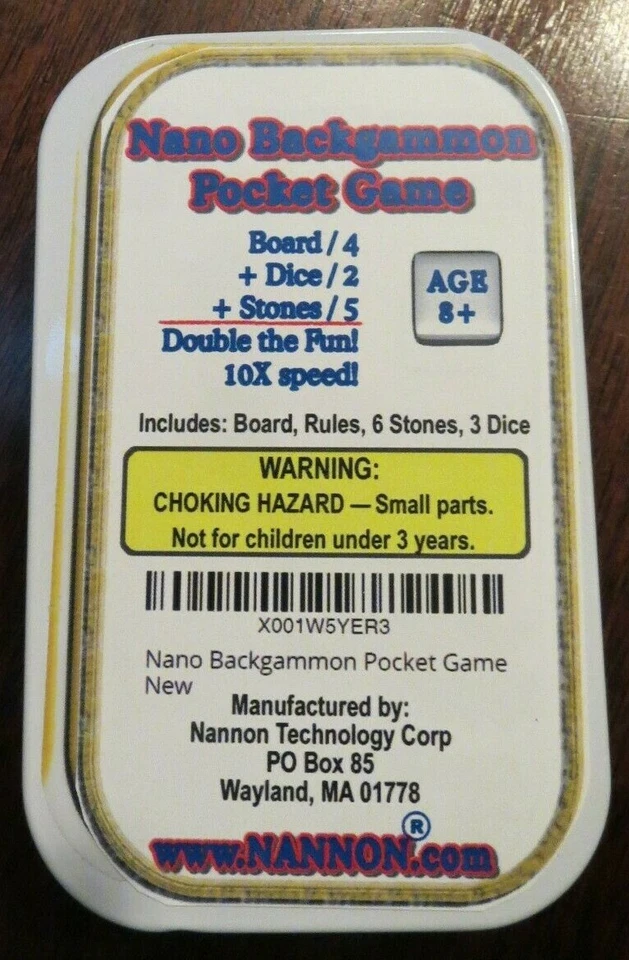 Nano Backgammon
Pocket Game
Board / 4
+ Dice / 2
+ Stones / 5
Double the Fun!
10X speed!
AGE
8+
Includes: Board, Rules, 6 Stones, 3 Dice
WARNING:
CHOKING HAZARD — Small parts.
Not for children under 3 years.
X001W5YER3
Nano Backgammon Pocket Game
New
Manufactured by:
Nannon Technology Corp
PO Box 85
Wayland, MA 01778
www.NANNON®.com